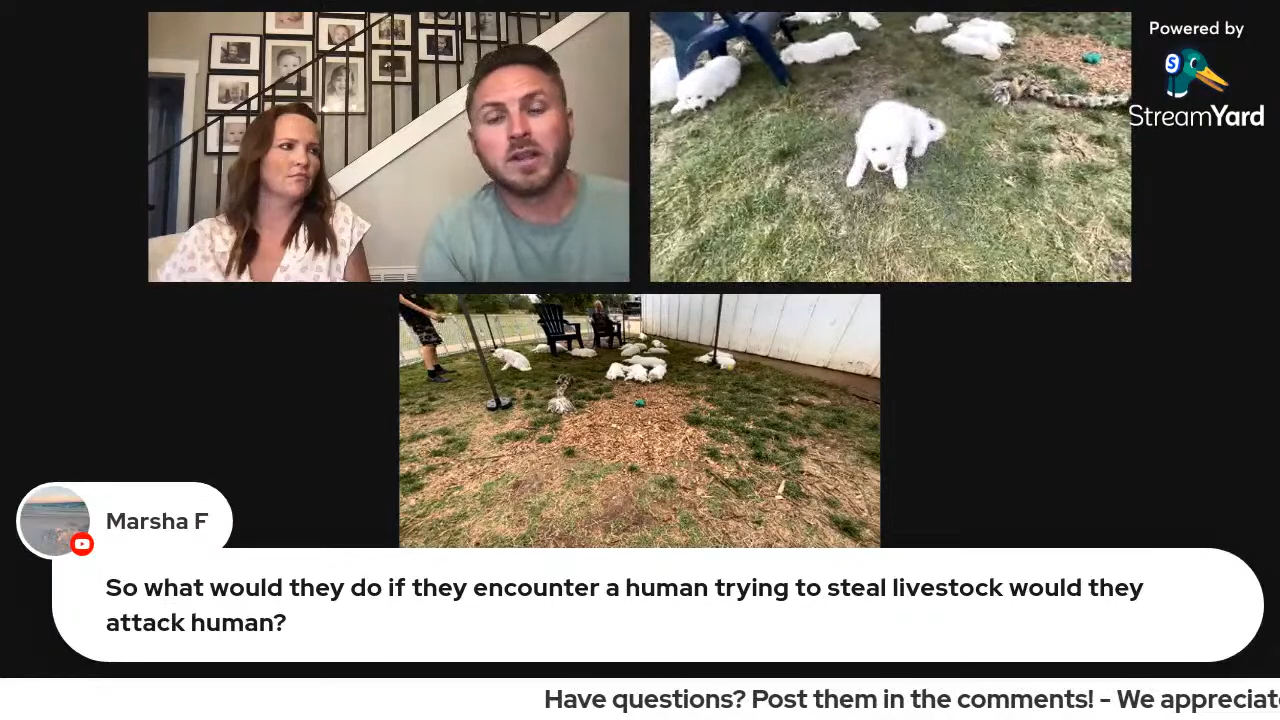 Powered by
S
StreamYard
Marsha F
So what would they do if they encounter a human trying to steal livestock would they
attack human?
Have questions? Post them in the comments! - We appreciat